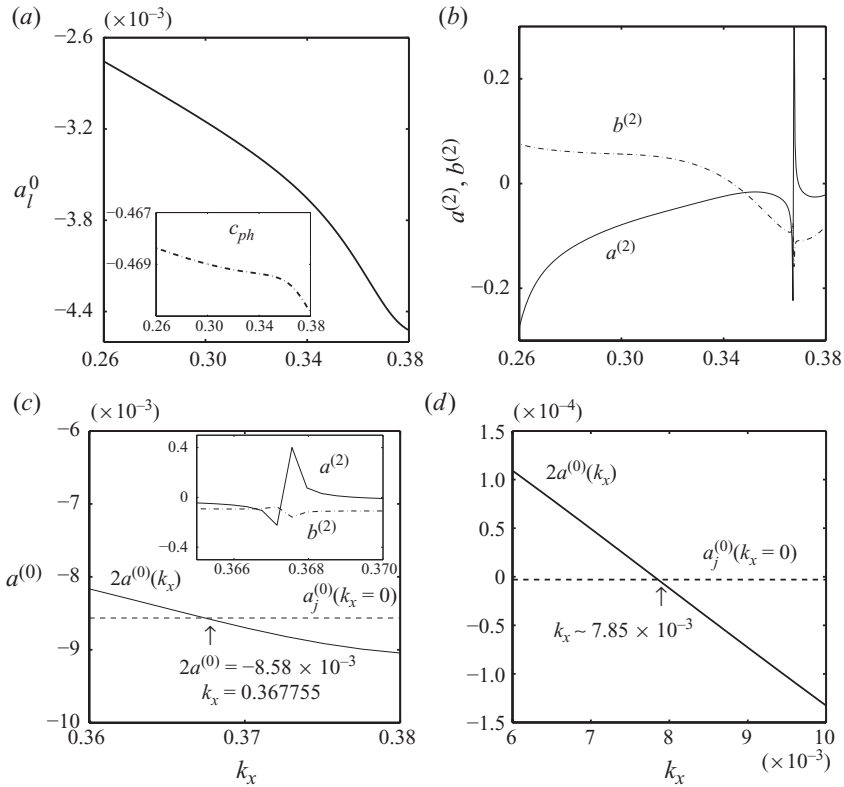 (a)
(×10⁻³)
−2.6
−3.2
−3.8
−4.4
a_l^0
0.26
0.30
0.34
0.38
−0.467
−0.469
c_ph
0.26
0.30
0.34
0.38
(b)
0.3
0
−0.2
a^(2), b^(2)
b^(2)
a^(2)
0.26
0.30
0.34
0.38
(c)
(×10⁻³)
−6
−7
−8
−9
−10
a^(0)
0.4
0
−0.4
a^(2)
b^(2)
0.366
0.368
0.370
2a^(0)(k_x)
a_j^(0)(k_x = 0)
↑
2a^(0) = −8.58 × 10⁻³
k_x = 0.367755
0.36
0.37
0.38
k_x
(d)
(×10⁻⁴)
1.5
1.0
0.5
0
−0.5
−1.0
−1.5
2a^(0)(k_x)
a_j^(0)(k_x = 0)
↑
k_x ~ 7.85 × 10⁻³
6
7
8
9
10
k_x
(×10⁻³)